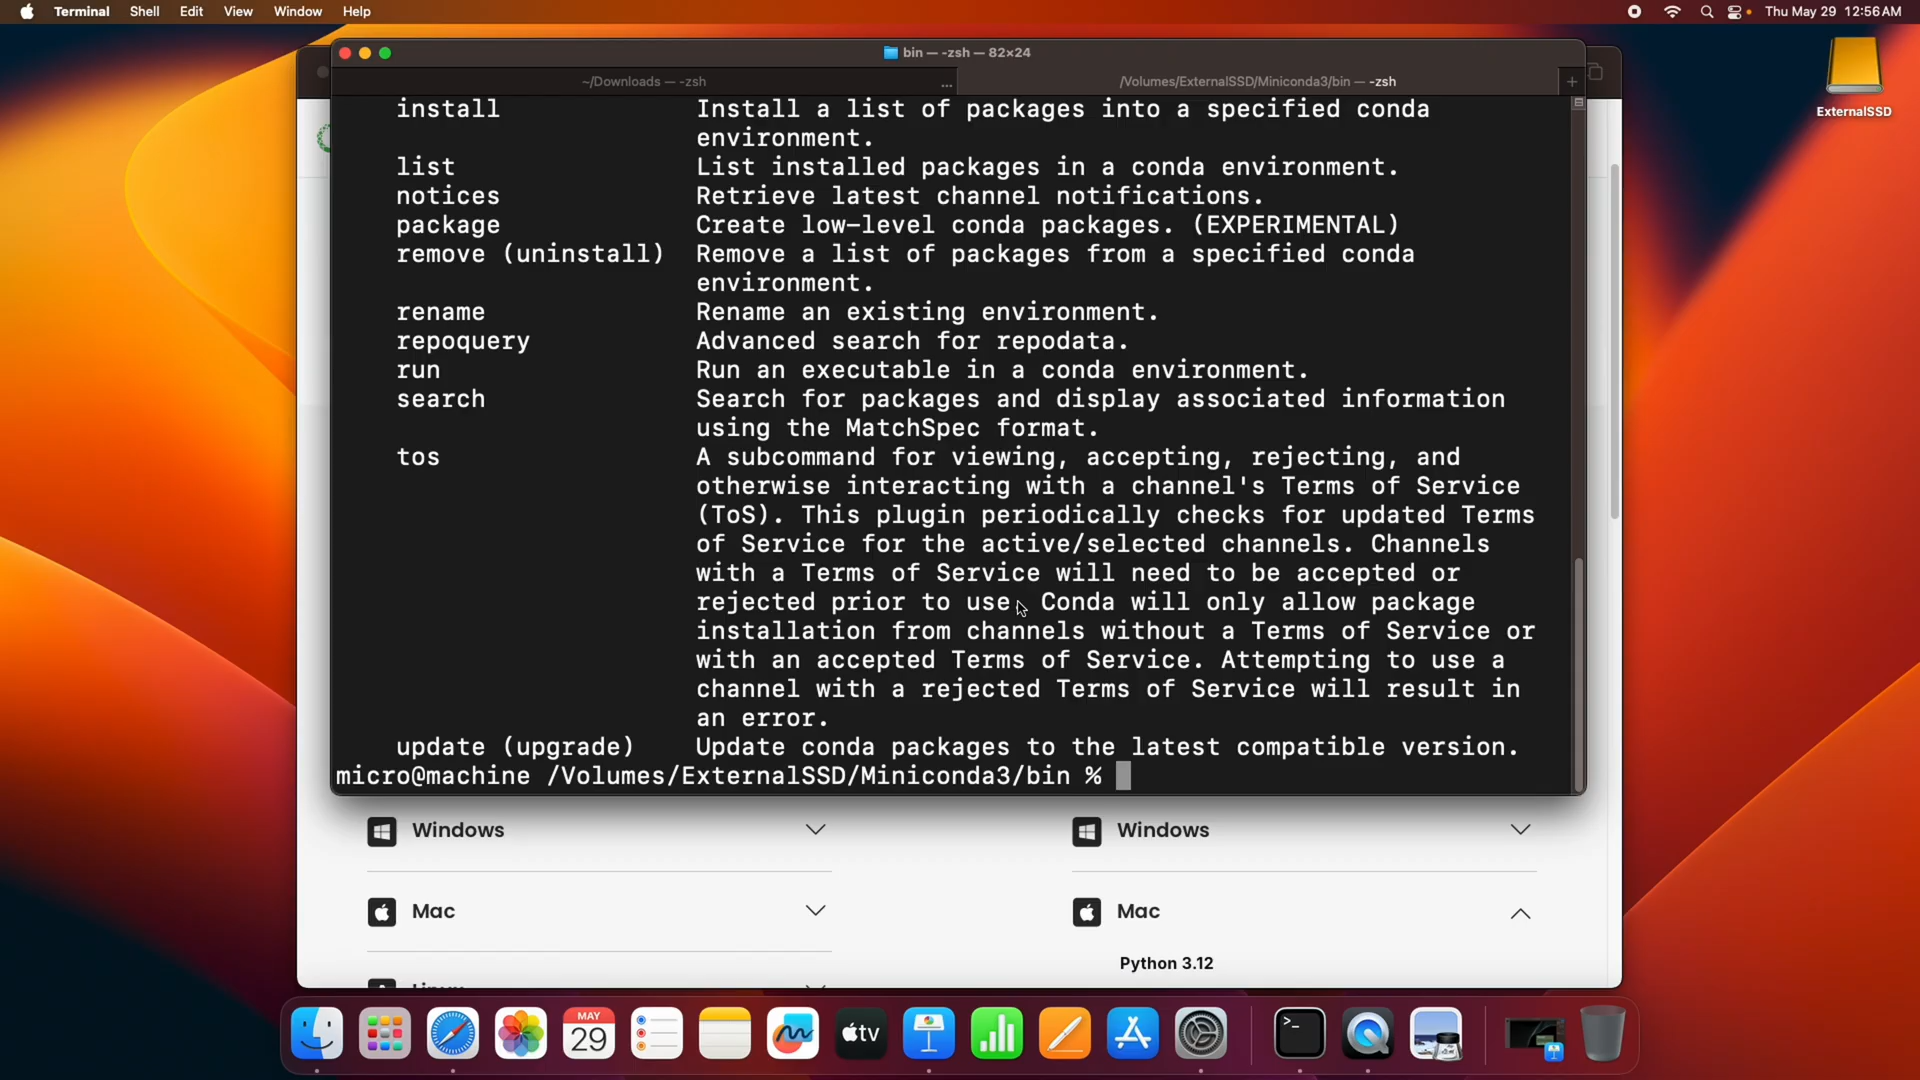 Terminal Shell Edit View Window Help
Thu May 29 12:56 AM
bin — -zsh — 82×24
~/Downloads — -zsh ...
/Volumes/ExternalSSD/Miniconda3/bin — -zsh +
ExternalSSD
install Install a list of packages into a specified conda
environment.
list List installed packages in a conda environment.
notices Retrieve latest channel notifications.
package Create low-level conda packages. (EXPERIMENTAL)
remove (uninstall) Remove a list of packages from a specified conda
environment.
rename Rename an existing environment.
repoquery Advanced search for repodata.
run Run an executable in a conda environment.
search Search for packages and display associated information
using the MatchSpec format.
tos A subcommand for viewing, accepting, rejecting, and
otherwise interacting with a channel's Terms of Service
(ToS). This plugin periodically checks for updated Terms
of Service for the active/selected channels. Channels
with a Terms of Service will need to be accepted or
rejected prior to use. Conda will only allow package
installation from channels without a Terms of Service or
with an accepted Terms of Service. Attempting to use a
channel with a rejected Terms of Service will result in
an error.
update (upgrade) Update conda packages to the latest compatible version.
micro@machine /Volumes/ExternalSSD/Miniconda3/bin %
Windows
Windows
Mac
Mac
Python 3.12
MAY
29
tv
>_